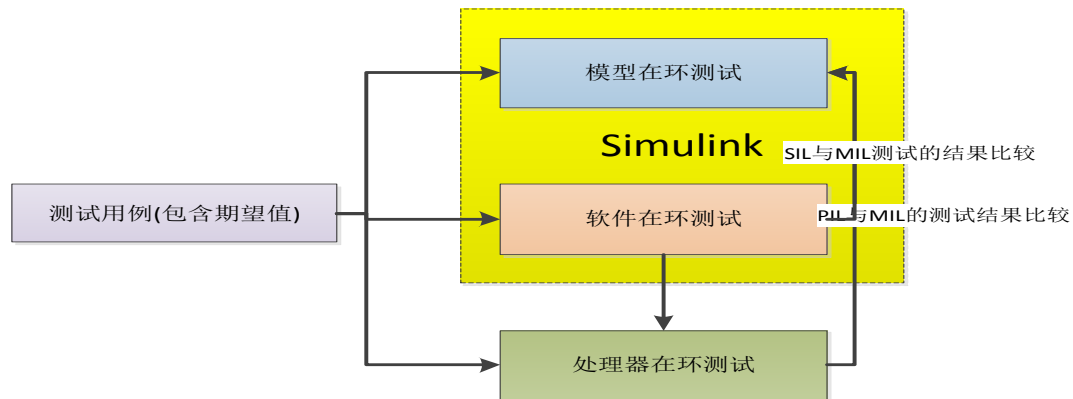 模型在环测试
Simulink
SIL与MIL测试的结果比较
测试用例(包含期望值)
软件在环测试
PIL与MIL的测试结果比较
处理器在环测试